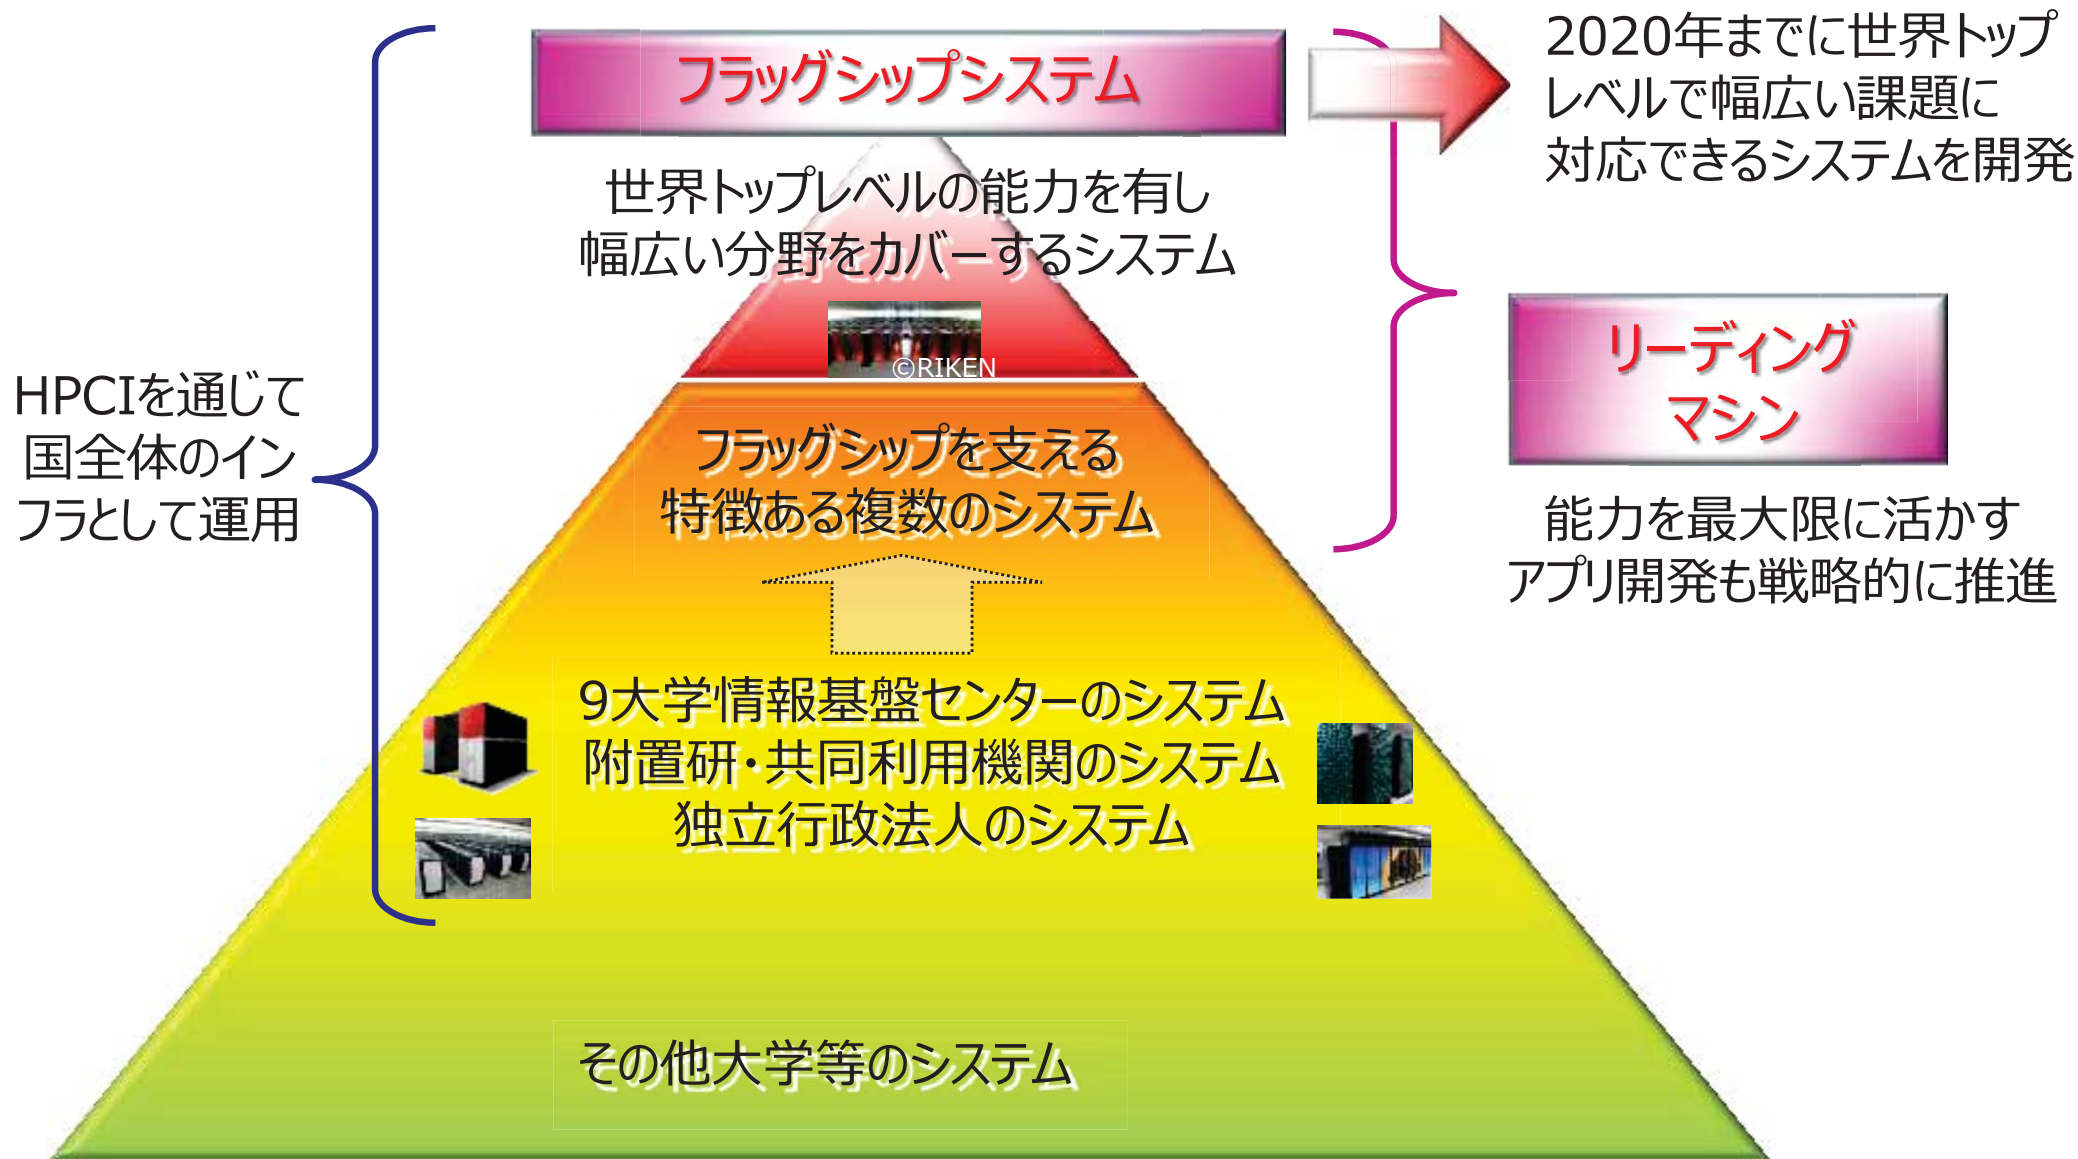 フラッグシップシステム
2020年までに世界トップ
レベルで幅広い課題に
対応できるシステムを開発
世界トップレベルの能力を有し
幅広い分野をカバーするシステム
©RIKEN
リーディング
マシン
能力を最大限に活かす
アプリ開発も戦略的に推進
HPCIを通じて
国全体のイン
フラとして運用
フラッグシップを支える
特徴ある複数のシステム
9大学情報基盤センターのシステム
附置研・共同利用機関のシステム
独立行政法人のシステム
その他大学等のシステム